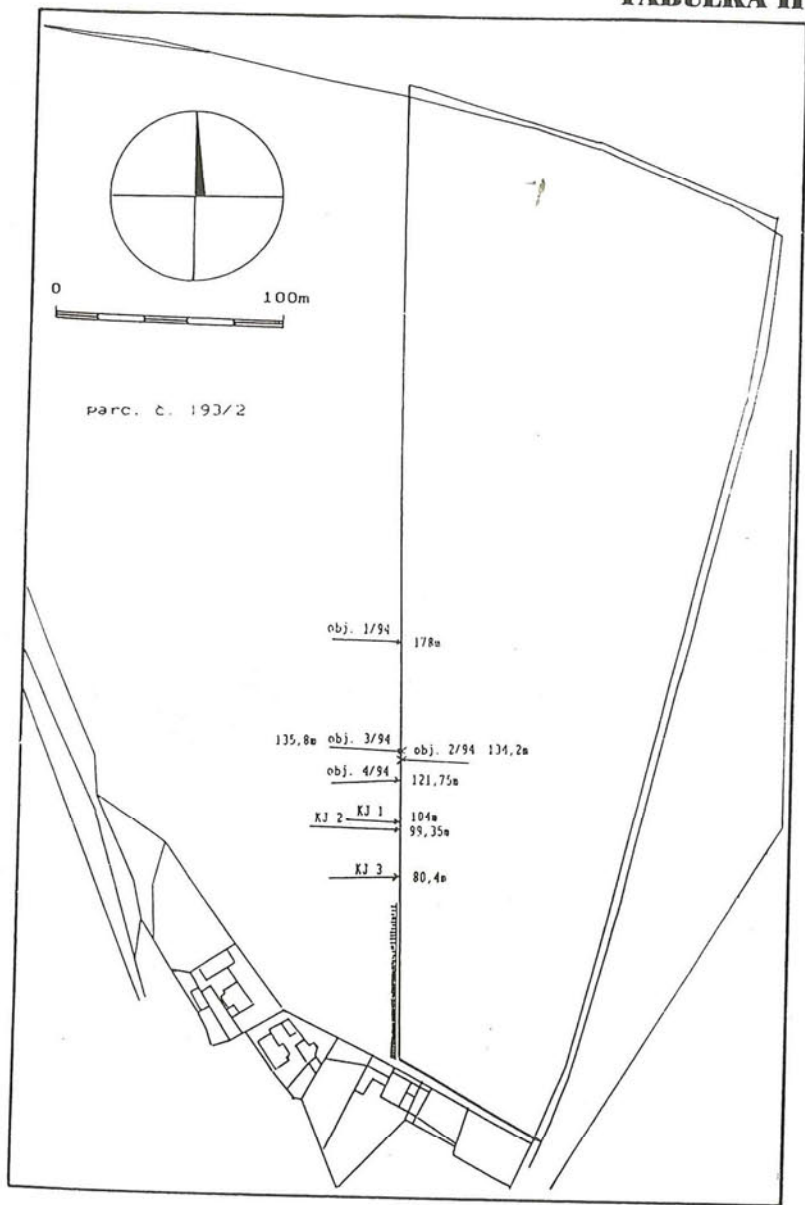 TABULKA II
0 100m
parc. č. 193/2
obj. 1/94 178m
135,8m obj. 3/94
obj. 2/94 134,2m
obj. 4/94 121,75m
KJ 1 104m
KJ 2 99,35m
KJ 3 80,4m